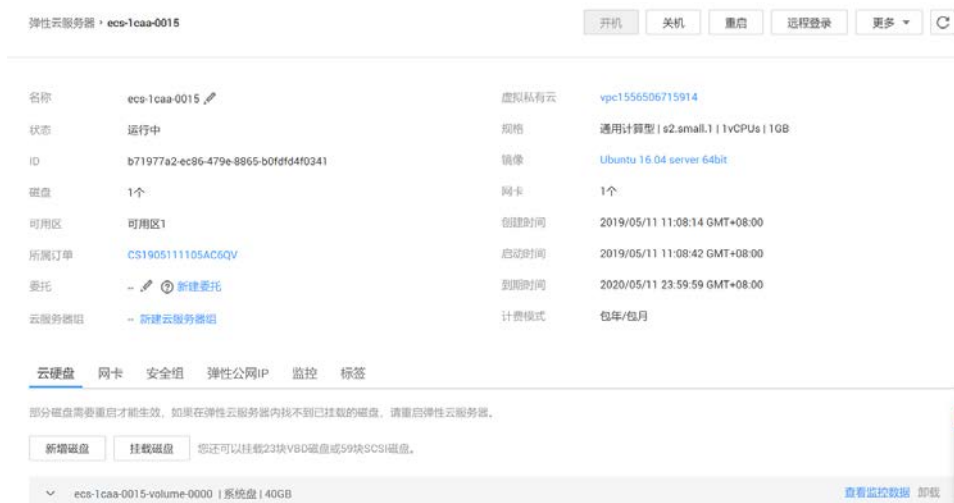 弹性云服务器 › ecs-1caa-0015
开机 关机 重启 远程登录 更多
名称 ecs-1caa-0015
状态 运行中
ID b71977a2-ec86-479e-8865-b0fdfd4f0341
磁盘 1个
可用区 可用区1
所属订单 CS1905111105AC6QV
委托 -- 新建委托
云服务器组 -- 新建云服务器组
虚拟私有云 vpc1556506715914
规格 通用计算型 | s2.small.1 | 1vCPUs | 1GB
镜像 Ubuntu 16.04 server 64bit
网卡 1个
创建时间 2019/05/11 11:08:14 GMT+08:00
启动时间 2019/05/11 11:08:42 GMT+08:00
到期时间 2020/05/11 23:59:59 GMT+08:00
计费模式 包年/包月
云硬盘 网卡 安全组 弹性公网IP 监控 标签
部分磁盘需要重启才能生效，如果在弹性云服务器内找不到已挂载的磁盘，请重启弹性云服务器。
新增磁盘 挂载磁盘 您还可以挂载23块VBD磁盘或59块SCSI磁盘。
ecs-1caa-0015-volume-0000 | 系统盘 | 40GB 查看监控数据 卸载